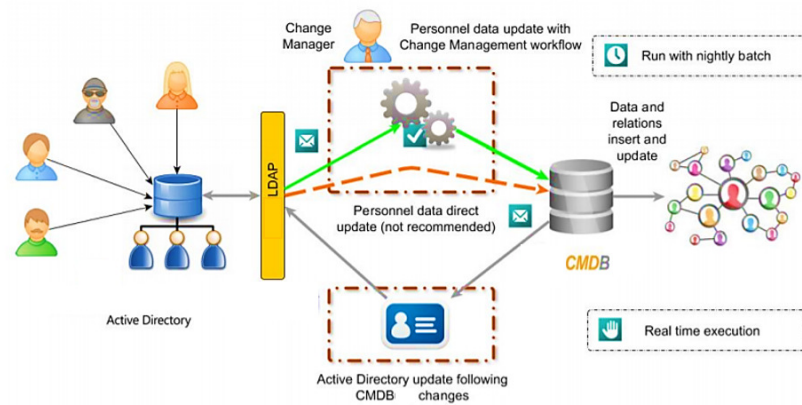 Change
Manager
Personnel data update with
Change Management workflow
Run with nightly batch
Data and
relations
insert and
update
LDAP
Personnel data direct
update (not recommended)
CMDB
Active Directory
Real time execution
Active Directory update following
CMDB changes